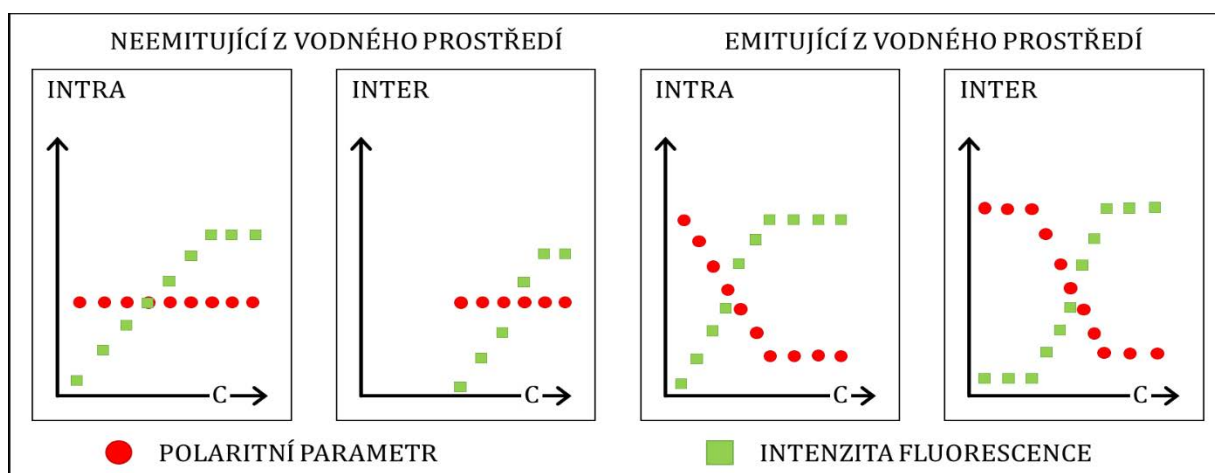 NEEMITUJÍCÍ Z VODNÉHO PROSTŘEDÍ
EMITUJÍCÍ Z VODNÉHO PROSTŘEDÍ
INTRA
INTER
INTRA
INTER
C
C
C
C
POLARITNÍ PARAMETR
INTENZITA FLUORESCENCE